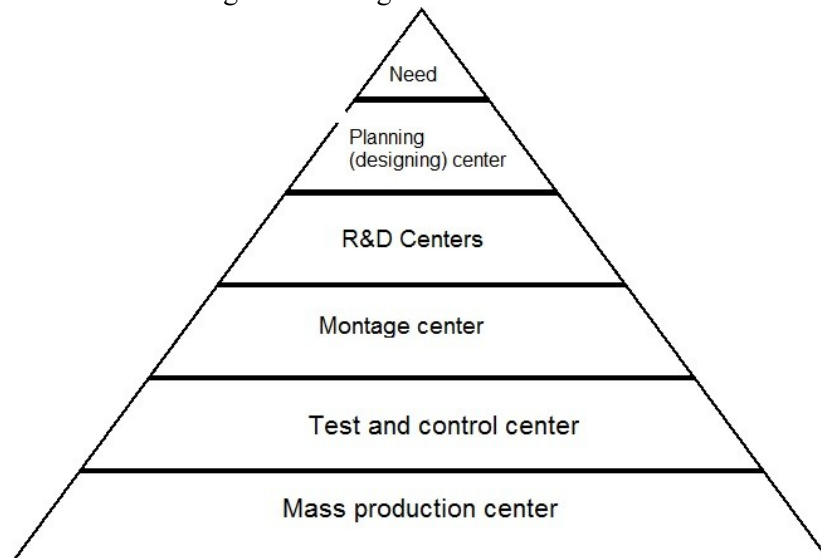 Need
Planning
(designing) center
R&D Centers
Montage center
Test and control center
Mass production center